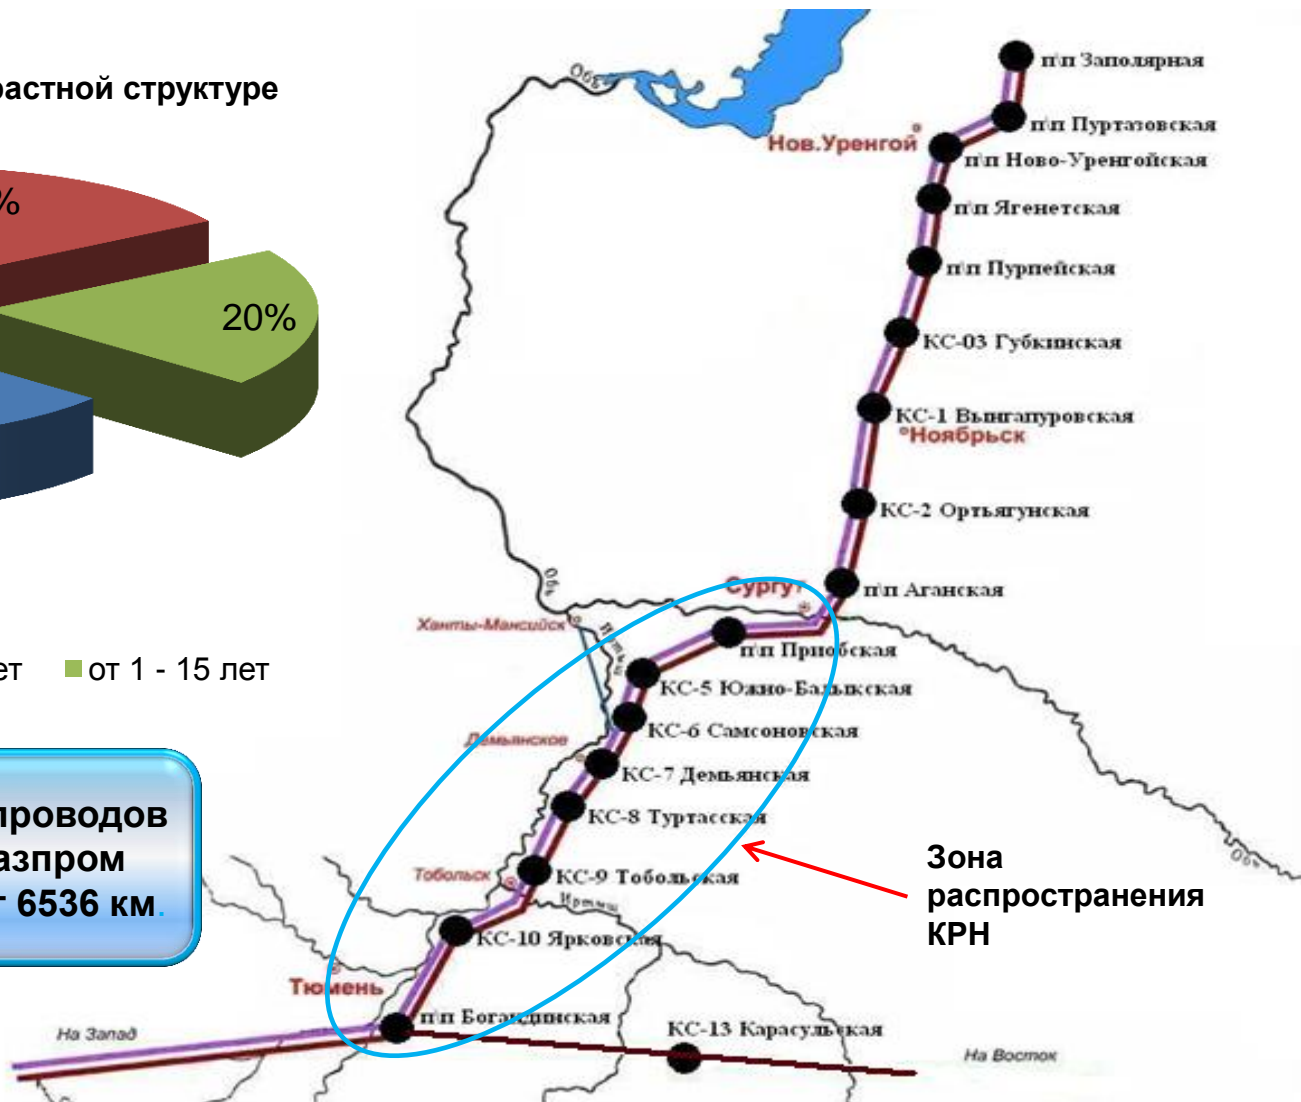 растной структуре
%
20%
ет
от 1 - 15 лет
проводов
азпром
т 6536 км.
Обь
п\п Заполярная
п\п Пуртазовская
Нов.Уренгой
п\п Ново-Уренгойская
п\п Ягенетская
п\п Пурпейская
КС-03 Губкинская
КС-1 Вынгапуровская
Ноябрьск
КС-2 Ортьягунская
Обь
Сургут
п\п Аганская
Ханты-Мансийск
Иртыш
п\п Приобская
КС-5 Южно-Балыкская
КС-6 Самсоновская
Демьянское
КС-7 Демьянская
КС-8 Туртасская
Обь
Тобольск
КС-9 Тобольская
Иртыш
КС-10 Ярковская
Зона
распространения
КРН
Тюмень
п\п Богандинская
КС-13 Карасульская
На Запад
На Восток